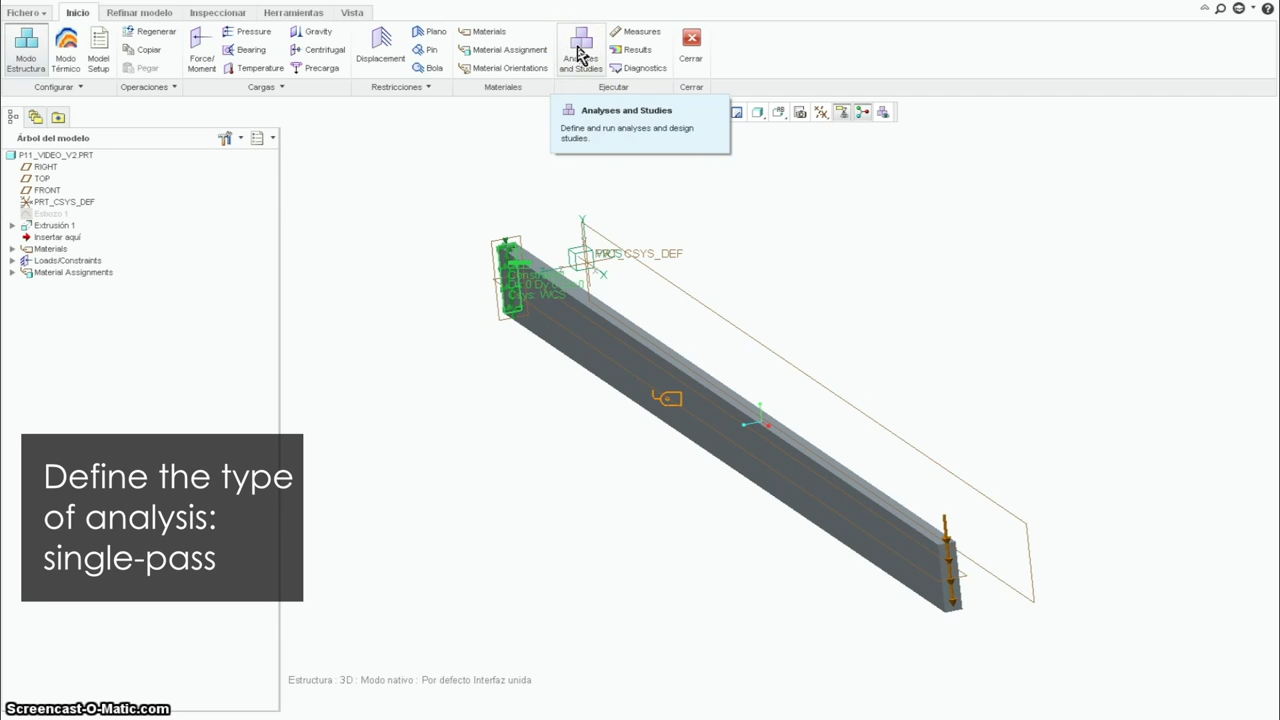 Fichero
Inicio
Refinar modelo
Inspeccionar
Herramientas
Vista
Modo Estructura
Modo Térmico
Model Setup
Regenerar
Copiar
Pegar
Force/Moment
Pressure
Bearing
Temperature
Gravity
Centrifugal
Precarga
Displacement
Plano
Pin
Bola
Materials
Material Assignment
Material Orientations
Analyses and Studies
Measures
Results
Diagnostics
Cerrar
Configurar
Operaciones
Cargas
Restricciones
Materiales
Ejecutar
Cerrar
Analyses and Studies
Define and run analyses and design
studies.
Árbol del modelo
P11_VIDEO_V2.PRT
RIGHT
TOP
FRONT
PRT_CSYS_DEF
Esbozo 1
Extrusión 1
Insertar aquí
Materials
Loads/Constraints
Material Assignments
Y
X
Csys: WCS
Define the type
of analysis:
single-pass
Estructura : 3D : Modo nativo : Por defecto Interfaz unida
Screencast-O-Matic.com